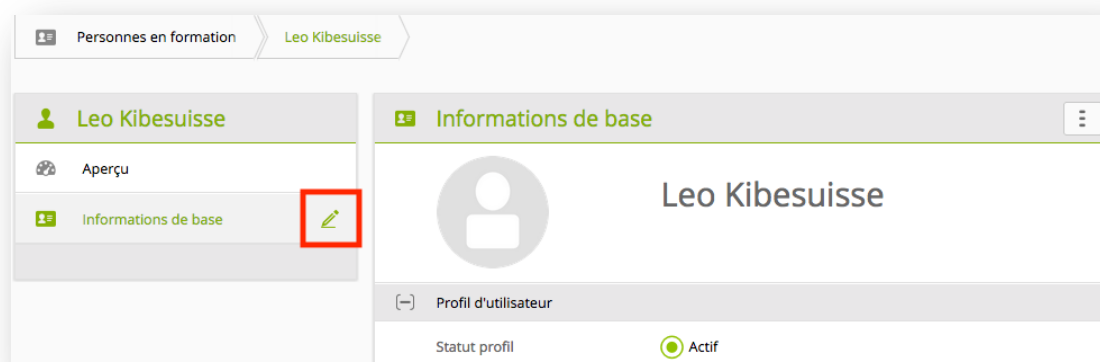 Personnes en formation
Leo Kibesuisse
Leo Kibesuisse
Aperçu
Informations de base
Informations de base
Leo Kibesuisse
Profil d'utilisateur
Statut profil
Actif